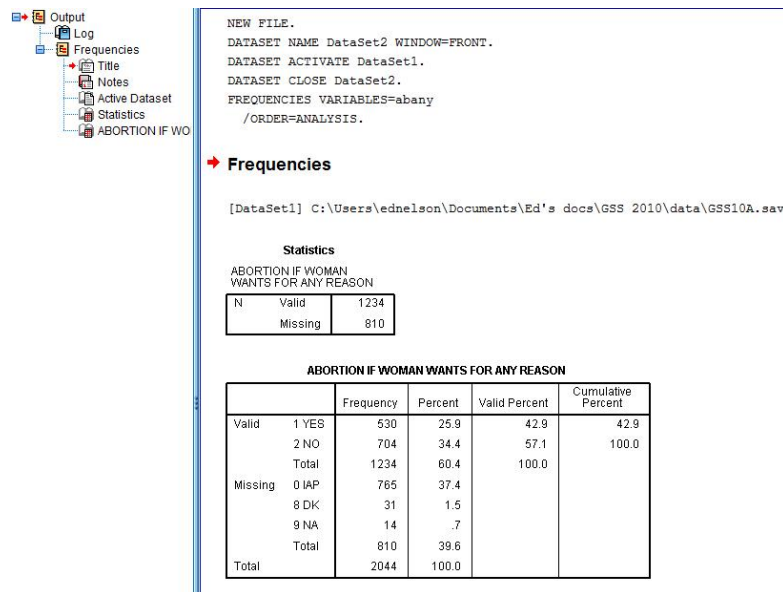 Output
Log
Frequencies
Title
Notes
Active Dataset
Statistics
ABORTION IF WO
NEW FILE.
DATASET NAME DataSet2 WINDOW=FRONT.
DATASET ACTIVATE DataSet1.
DATASET CLOSE DataSet2.
FREQUENCIES VARIABLES=abany
/ORDER=ANALYSIS.
Frequencies
[DataSet1] C:\Users\ednelson\Documents\Ed's docs\GSS 2010\data\GSS10A.sav
Statistics
ABORTION IF WOMAN
WANTS FOR ANY REASON
N Valid 1234
Missing 810
ABORTION IF WOMAN WANTS FOR ANY REASON
Frequency Percent Valid Percent Cumulative Percent
Valid 1 YES 530 25.9 42.9 42.9
2 NO 704 34.4 57.1 100.0
Total 1234 60.4 100.0
Missing 0 IAP 765 37.4
8 DK 31 1.5
9 NA 14 .7
Total 810 39.6
Total 2044 100.0